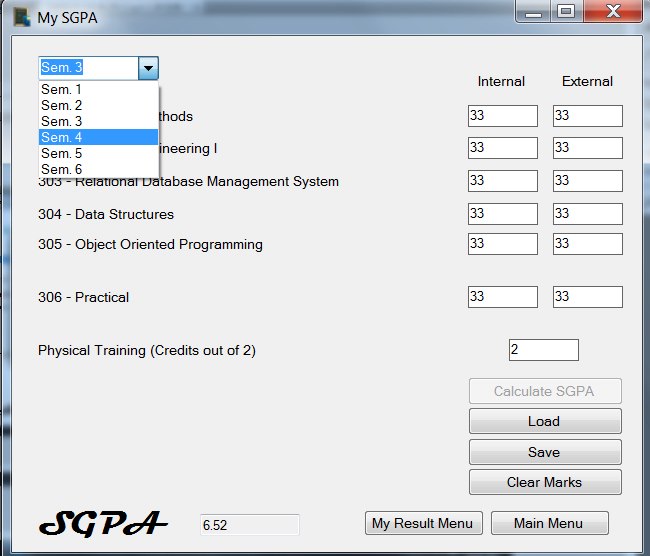 My SGPA
Sem. 3
Internal External
Sem. 1
Sem. 2
Sem. 3
Sem. 4
Sem. 5
Sem. 6
thods 33 33
ineering I 33 33
303 - Relational Database Management System 33 33
304 - Data Structures 33 33
305 - Object Oriented Programming 33 33
306 - Practical 33 33
Physical Training (Credits out of 2) 2
Calculate SGPA
Load
Save
Clear Marks
SGPA 6.52 My Result Menu Main Menu